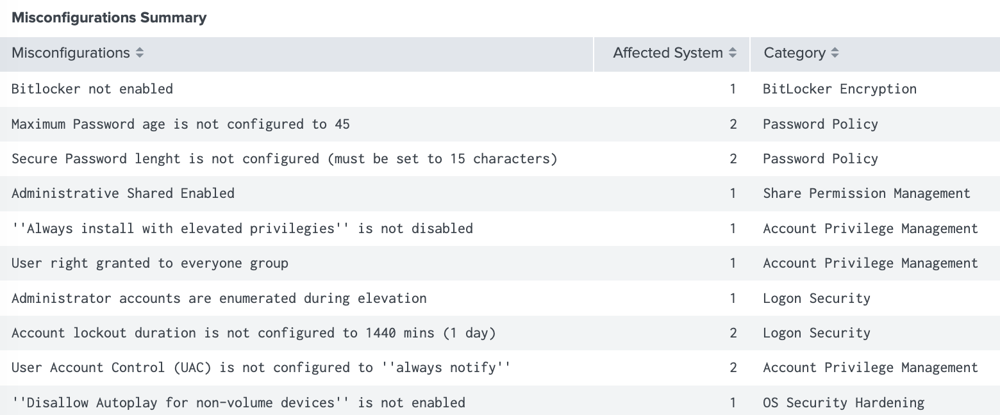 Misconfigurations Summary
Misconfigurations Affected System Category
Bitlocker not enabled 1 BitLocker Encryption
Maximum Password age is not configured to 45 2 Password Policy
Secure Password lenght is not configured (must be set to 15 characters) 2 Password Policy
Administrative Shared Enabled 1 Share Permission Management
''Always install with elevated privilegies'' is not disabled 1 Account Privilege Management
User right granted to everyone group 1 Account Privilege Management
Administrator accounts are enumerated during elevation 1 Logon Security
Account lockout duration is not configured to 1440 mins (1 day) 2 Logon Security
User Account Control (UAC) is not configured to ''always notify'' 2 Account Privilege Management
''Disallow Autoplay for non-volume devices'' is not enabled 1 OS Security Hardening